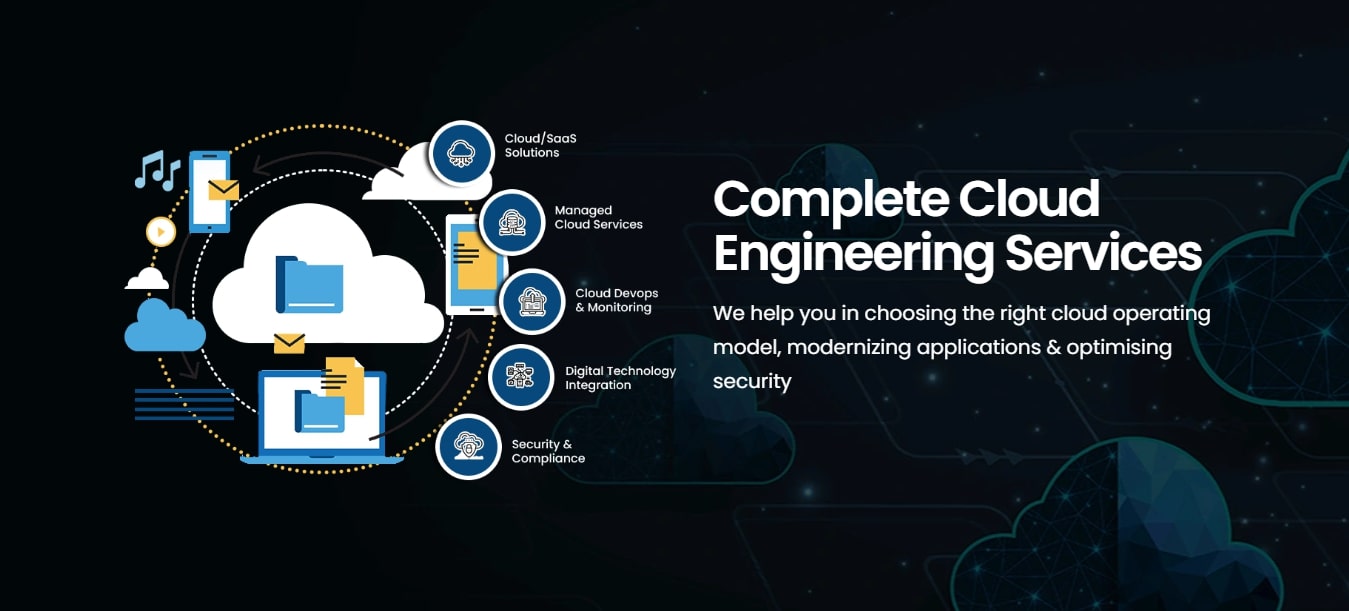 Cloud/SaaS
Solutions
Managed
Cloud Services
Cloud Devops
& Monitoring
Digital Technology
Integration
Security &
Compliance
Complete Cloud
Engineering Services
We help you in choosing the right cloud operating
model, modernizing applications & optimising
security